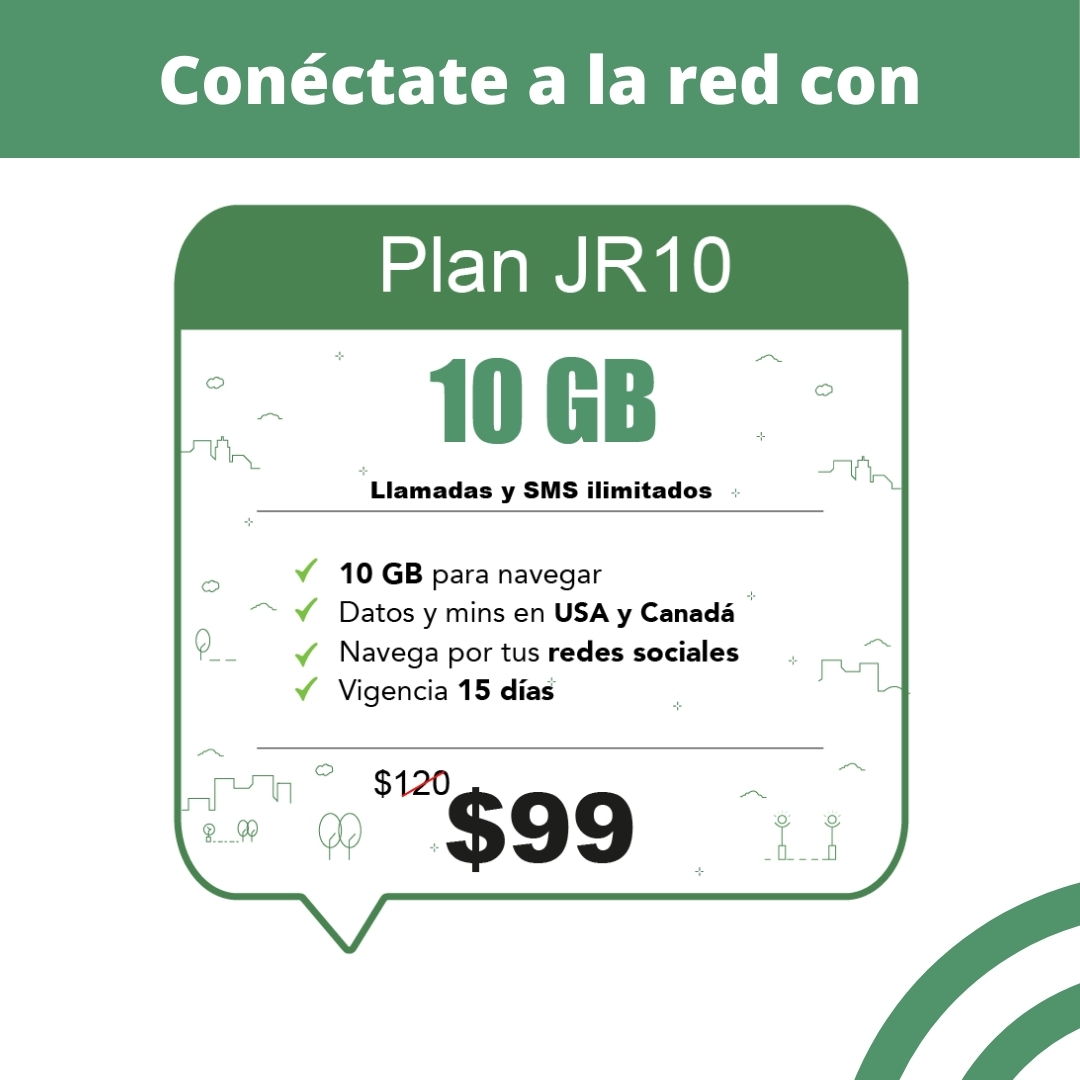 Conéctate a la red con
Plan JR10
10 GB
Llamadas y SMS ilimitados
10 GB para navegar
Datos y mins en USA y Canadá
Navega por tus redes sociales
Vigencia 15 días
$120
$99